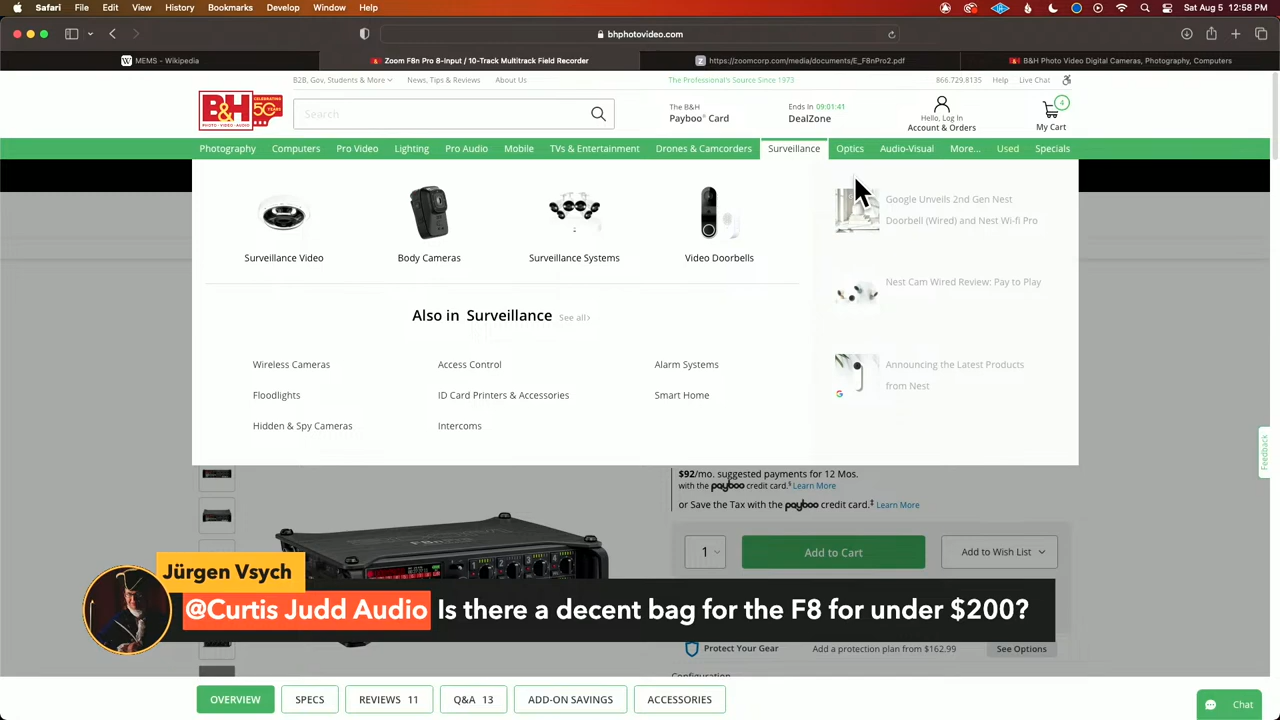 Safari File Edit View History Bookmarks Window Help
Sat Aug 5 12:58 PM
bhphotovideo.com
MEMS - Wikipedia
Zoom F8n Pro 8-Input / 10-Track Multitrack Field Recorder
https://zoomcorp.com/media/documents/E_F8nPro2.pdf
B&H Photo Video Digital Cameras, Photography, Computers
B2B, Gov, Students & More
News, Tips & Reviews
About Us
The Professional's Source Since 1973
866.729.8135
Help
Live Chat
B&H
PHOTO · VIDEO · AUDIO
CELEBRATING
50
YEARS
Search
The B&H
Payboo® Card
Ends In 09:01:41
DealZone
Hello, Log In
Account & Orders
4
My Cart
Photography Computers Pro Video Lighting Pro Audio Mobile TVs & Entertainment Drones & Camcorders Surveillance Optics Audio-Visual More... Used Specials
Surveillance Video
Body Cameras
Surveillance Systems
Video Doorbells
Also in Surveillance See all›
Wireless Cameras
Access Control
Alarm Systems
Floodlights
ID Card Printers & Accessories
Smart Home
Hidden & Spy Cameras
Intercoms
Google Unveils 2nd Gen Nest
Doorbell (Wired) and Nest Wi-fi Pro
Nest Cam Wired Review: Pay to Play
Announcing the Latest Products
from Nest
Feedback
$92/mo. suggested payments for 12 Mos.
with the payboo credit card.§ Learn More
or Save the Tax with the payboo credit card.‡ Learn More
1
Add to Cart
Add to Wish List
F8n
Jürgen Vsych
@Curtis Judd Audio Is there a decent bag for the F8 for under $200?
Protect Your Gear
Add a protection plan from $162.99
See Options
OVERVIEW
SPECS
REVIEWS 11
Q&A 13
ADD-ON SAVINGS
ACCESSORIES
Chat